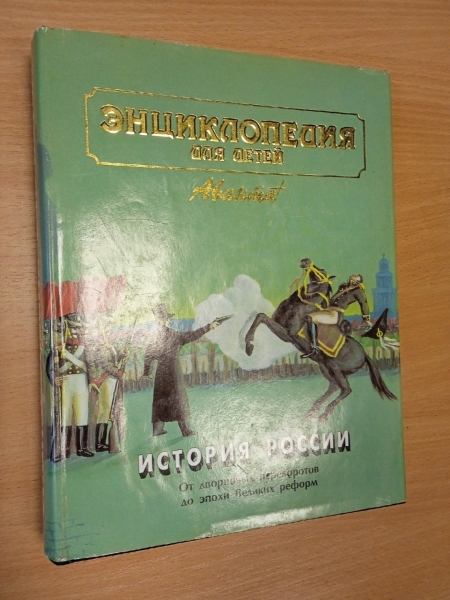 ЭНЦИКЛОПЕДИЯ
ДЛЯ ДЕТЕЙ
Аванта+
ИСТОРИЯ РОССИИ
От дворцовых переворотов
до эпохи Великих реформ